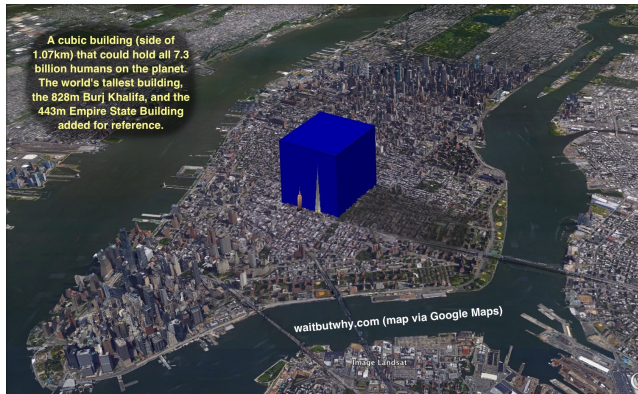 A cubic building (side of
1.07km) that could hold all 7.3
billion humans on the planet.
The world's tallest building,
the 828m Burj Khalifa, and the
443m Empire State Building
added for reference.
waitbutwhy.com (map via Google Maps)
Image Landsat